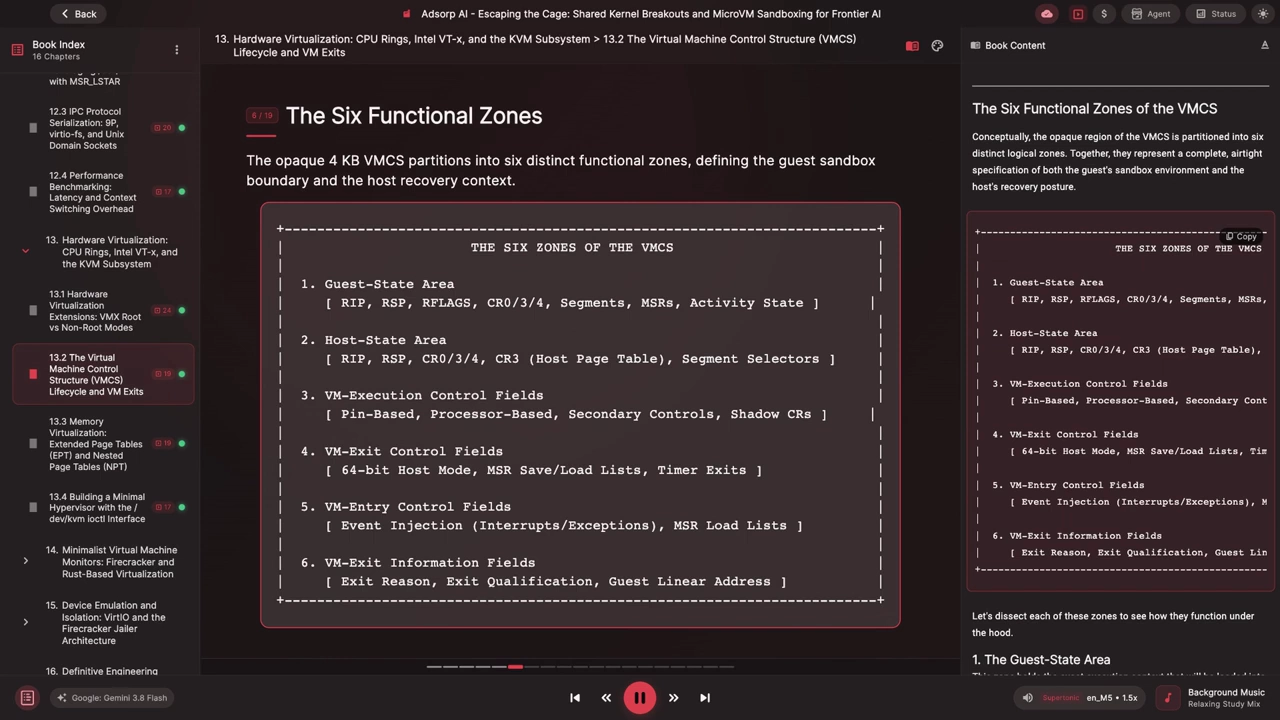 Back
Adsorp AI - Escaping the Cage: Shared Kernel Breakouts and MicroVM Sandboxing for Frontier AI
$
Agent
Status
Book Index
16 Chapters
with MSR_LSTAR
12.3 IPC Protocol
Serialization: 9P,
virtio-fs, and Unix
Domain Sockets
20
12.4 Performance
Benchmarking:
Latency and Context
Switching Overhead
17
13. Hardware Virtualization:
CPU Rings, Intel VT-x, and
the KVM Subsystem
13.1 Hardware
Virtualization
Extensions: VMX Root
vs Non-Root Modes
24
13.2 The Virtual
Machine Control
Structure (VMCS)
Lifecycle and VM Exits
19
13.3 Memory
Virtualization:
Extended Page Tables
(EPT) and Nested
Page Tables (NPT)
19
13.4 Building a Minimal
Hypervisor with the /
dev/kvm ioctl Interface
17
14. Minimalist Virtual Machine
Monitors: Firecracker and
Rust-Based Virtualization
15. Device Emulation and
Isolation: VirtIO and the
Firecracker Jailer
Architecture
16. Definitive Engineering
13. Hardware Virtualization: CPU Rings, Intel VT-x, and the KVM Subsystem > 13.2 The Virtual Machine Control Structure (VMCS)
Lifecycle and VM Exits
6 / 19
The Six Functional Zones
The opaque 4 KB VMCS partitions into six distinct functional zones, defining the guest sandbox
boundary and the host recovery context.
THE SIX ZONES OF THE VMCS
1. Guest-State Area
[ RIP, RSP, RFLAGS, CR0/3/4, Segments, MSRs, Activity State ]
2. Host-State Area
[ RIP, RSP, CR0/3/4, CR3 (Host Page Table), Segment Selectors ]
3. VM-Execution Control Fields
[ Pin-Based, Processor-Based, Secondary Controls, Shadow CRs ]
4. VM-Exit Control Fields
[ 64-bit Host Mode, MSR Save/Load Lists, Timer Exits ]
5. VM-Entry Control Fields
[ Event Injection (Interrupts/Exceptions), MSR Load Lists ]
6. VM-Exit Information Fields
[ Exit Reason, Exit Qualification, Guest Linear Address ]
Book Content
The Six Functional Zones of the VMCS
Conceptually, the opaque region of the VMCS is partitioned into six
distinct logical zones. Together, they represent a complete, airtight
specification of both the guest's sandbox environment and the
host's recovery posture.
Copy
THE SIX ZONES OF THE VMCS
1. Guest-State Area
[ RIP, RSP, RFLAGS, CR0/3/4, Segments, MSRs,
2. Host-State Area
[ RIP, RSP, CR0/3/4, CR3 (Host Page Table),
3. VM-Execution Control Fields
[ Pin-Based, Processor-Based, Secondary Cont
4. VM-Exit Control Fields
[ 64-bit Host Mode, MSR Save/Load Lists, Tim
5. VM-Entry Control Fields
[ Event Injection (Interrupts/Exceptions), M
6. VM-Exit Information Fields
[ Exit Reason, Exit Qualification, Guest Lin
Let's dissect each of these zones to see how they function under
the hood.
1. The Guest-State Area
Google: Gemini 3.8 Flash
Supertonic en_M5 • 1.5x
Background Music
Relaxing Study Mix